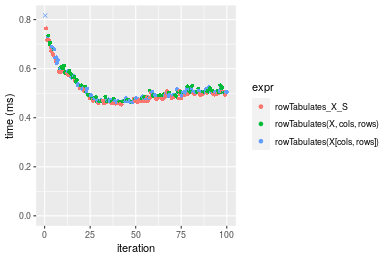 0.8
0.6
0.4
0.2
0.0
time (ms)
0
25
50
75
100
iteration
expr
rowTabulates_X_S
rowTabulates(X, cols, rows)
rowTabulates(X[cols, rows])